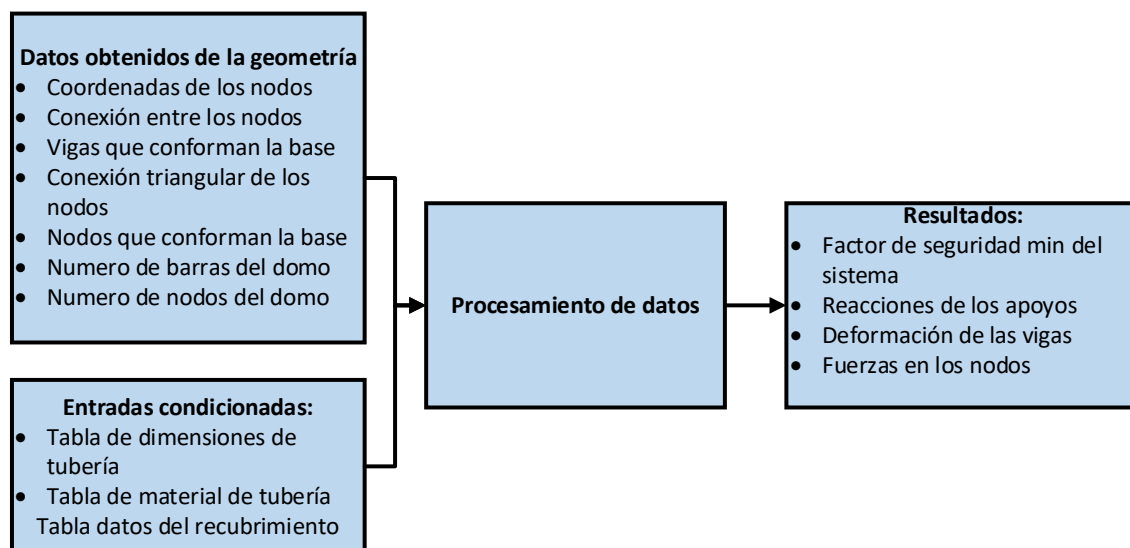 Datos obtenidos de la geometría
• Coordenadas de los nodos
• Conexión entre los nodos
• Vigas que conforman la base
• Conexión triangular de los
nodos
• Nodos que conforman la base
• Numero de barras del domo
• Numero de nodos del domo
Entradas condicionadas:
• Tabla de dimensiones de
tubería
• Tabla de material de tubería
Tabla datos del recubrimiento
Procesamiento de datos
Resultados:
• Factor de seguridad min del
sistema
• Reacciones de los apoyos
• Deformación de las vigas
• Fuerzas en los nodos